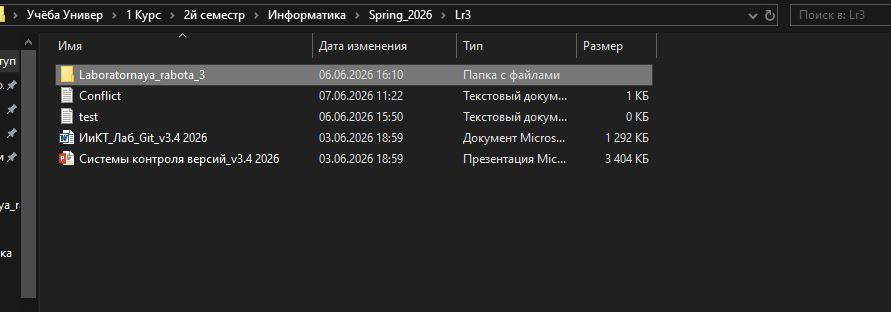 Учёба Универ > 1 Курс > 2й семестр > Информатика > Spring_2026 > Lr3 Поиск в: Lr3
Имя Дата изменения Тип Размер
Laboratornaya_rabota_3 06.06.2026 16:10 Папка с файлами
Conflict 07.06.2026 11:22 Текстовый докум... 1 КБ
test 06.06.2026 15:50 Текстовый докум... 0 КБ
ИиКТ_Лаб_Git_v3.4 2026 03.06.2026 18:59 Документ Micros... 1 292 КБ
Системы контроля версий_v3.4 2026 03.06.2026 18:59 Презентация Mic... 3 404 КБ